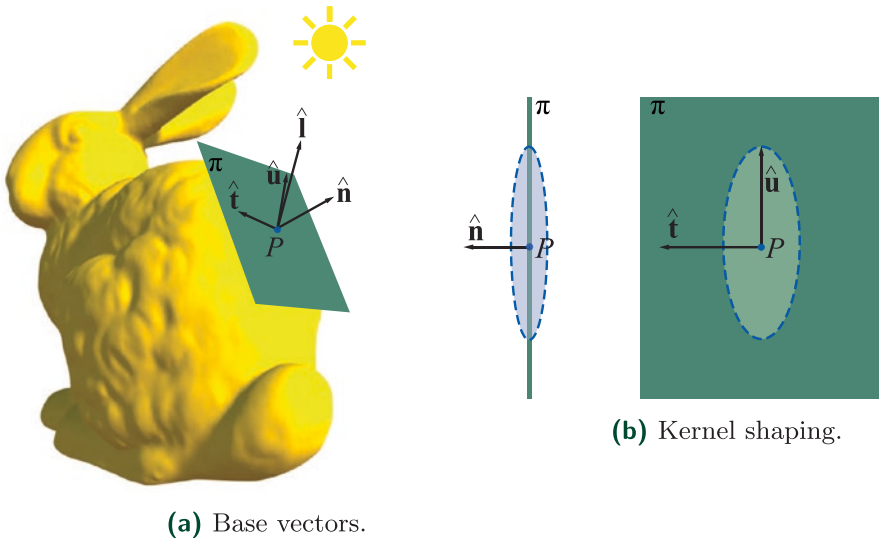 l̂
π
û
t̂
n̂
P
(a) Base vectors.
π
n̂
P
π
û
t̂
P
(b) Kernel shaping.